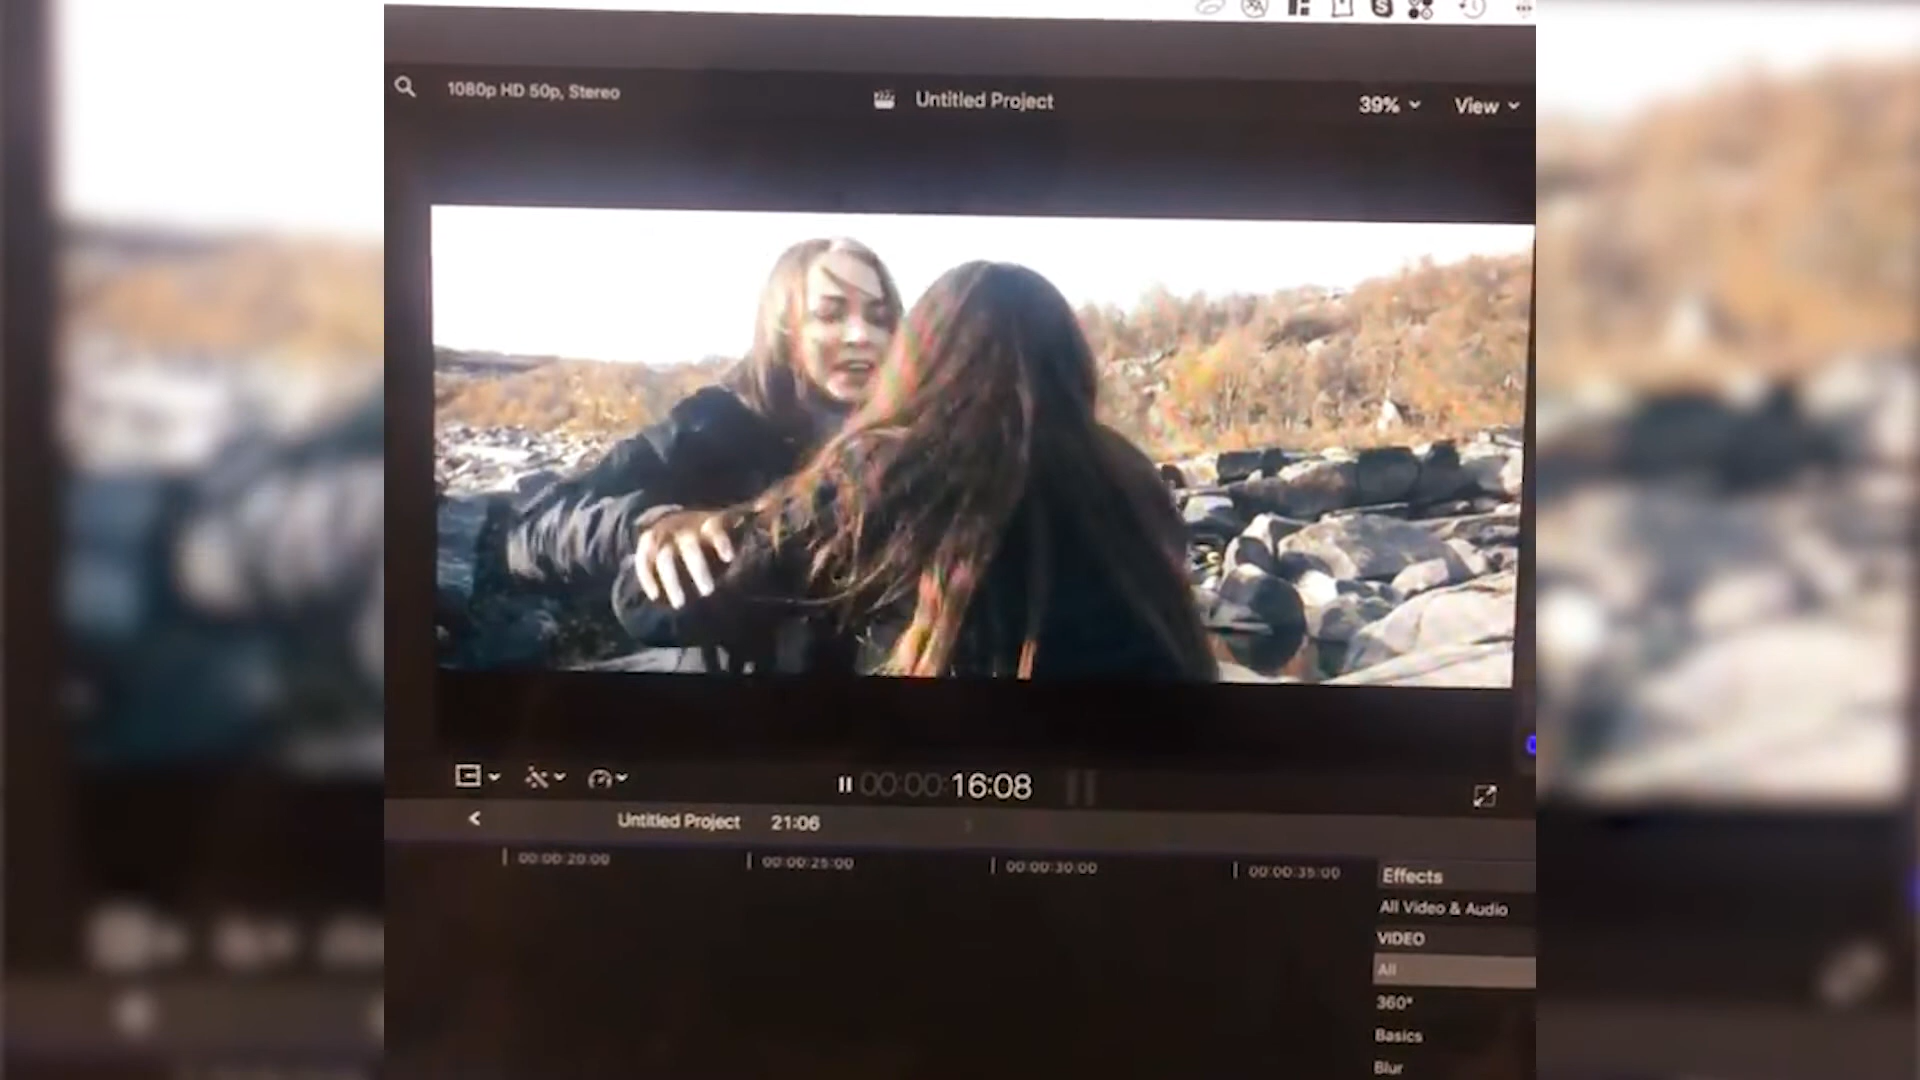 1080p HD 50p, Stereo
Untitled Project
39%
View
00:00:16:08
Untitled Project 21:06
00:00:20:00 00:00:25:00 00:00:30:00 00:00:35:00
Effects
All Video & Audio
VIDEO
All
360°
Basics
Blur